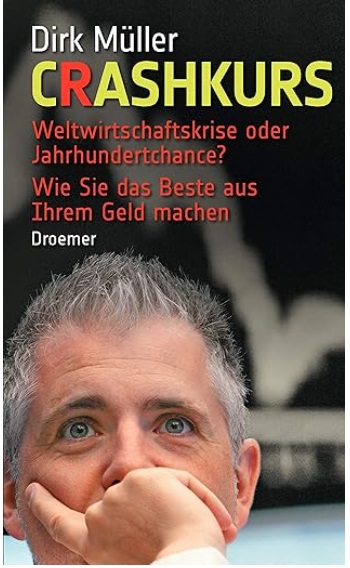 Dirk Müller
CRASHKURS
Weltwirtschaftskrise oder
Jahrhundertchance?
Wie Sie das Beste aus
Ihrem Geld machen
Droemer